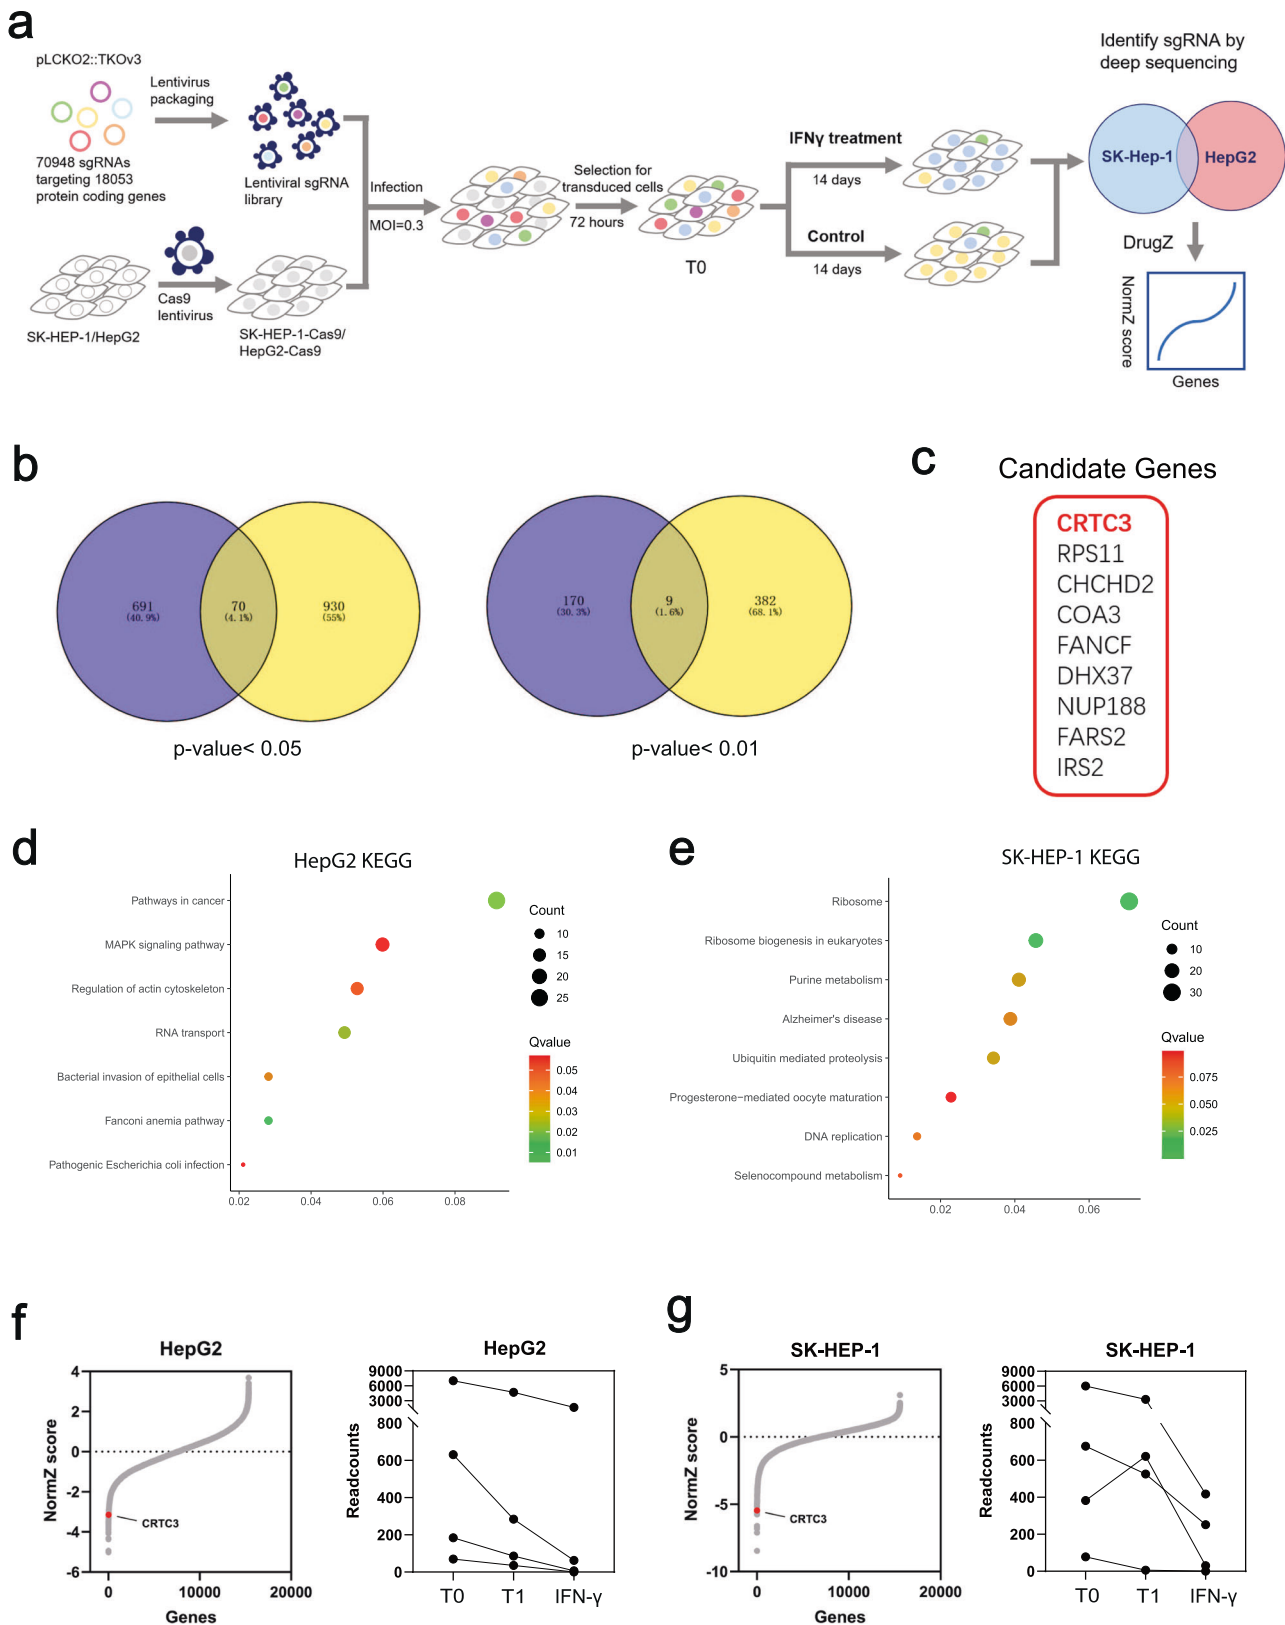 a
pLCKO2::TKOv3
70948 sgRNAs
targeting 18053
protein coding genes
Lentivirus
packaging
Lentiviral sgRNA
library
SK-HEP-1/HepG2
Cas9
lentivirus
SK-HEP-1-Cas9/
HepG2-Cas9
Infection
MOI=0.3
Selection for
transduced cells
72 hours
T0
IFNγ treatment
14 days
Control
14 days
Identify sgRNA by
deep sequencing
SK-Hep-1
HepG2
DrugZ
NormZ score
Genes
b
691
(40.9%)
70
(4.1%)
930
(55%)
p-value< 0.05
170
(30.3%)
9
(1.6%)
382
(68.1%)
p-value< 0.01
c
Candidate Genes
CRTC3
RPS11
CHCHD2
COA3
FANCF
DHX37
NUP188
FARS2
IRS2
d
HepG2 KEGG
Pathways in cancer
MAPK signaling pathway
Regulation of actin cytoskeleton
RNA transport
Bacterial invasion of epithelial cells
Fanconi anemia pathway
Pathogenic Escherichia coli infection
0.02 0.04 0.06 0.08
Count
10
15
20
25
Qvalue
0.05
0.04
0.03
0.02
0.01
e
SK-HEP-1 KEGG
Ribosome
Ribosome biogenesis in eukaryotes
Purine metabolism
Alzheimer's disease
Ubiquitin mediated proteolysis
Progesterone−mediated oocyte maturation
DNA replication
Selenocompound metabolism
0.02 0.04 0.06
Count
10
20
30
Qvalue
0.075
0.050
0.025
f
HepG2
NormZ score
4
2
0
-2
-4
-6
CRTC3
0 10000 20000
Genes
HepG2
Readcounts
9000
6000
3000
800
600
400
200
0
T0 T1 IFN-γ
g
SK-HEP-1
NormZ score
5
0
-5
-10
CRTC3
0 10000 20000
Genes
SK-HEP-1
Readcounts
9000
6000
3000
800
600
400
200
0
T0 T1 IFN-γ